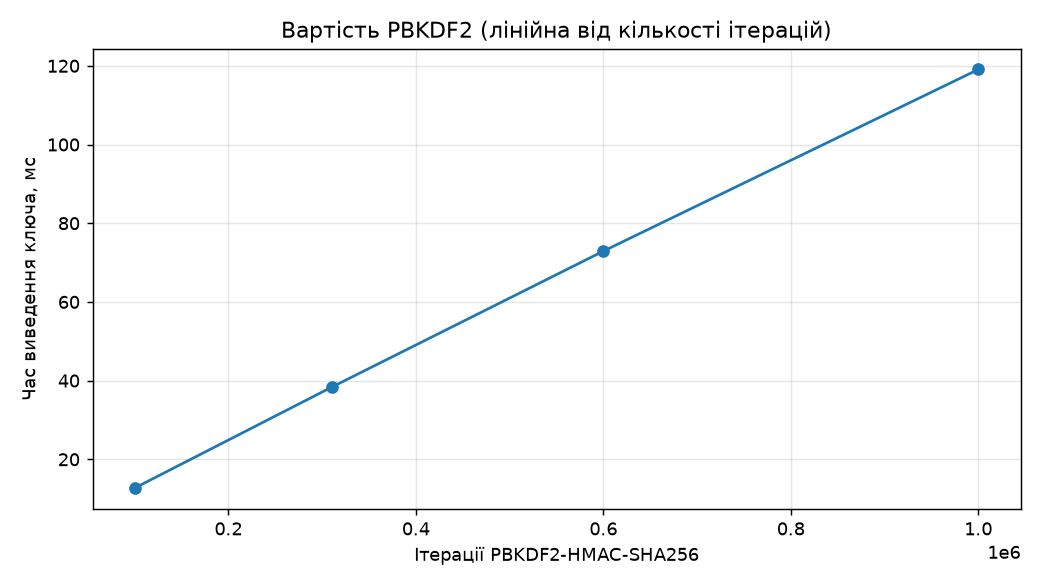 Вартість PBKDF2 (лінійна від кількості ітерацій)
Час виведення ключа, мс
120
100
80
60
40
20
0.2 0.4 0.6 0.8 1.0
1e6
Ітерації PBKDF2-HMAC-SHA256